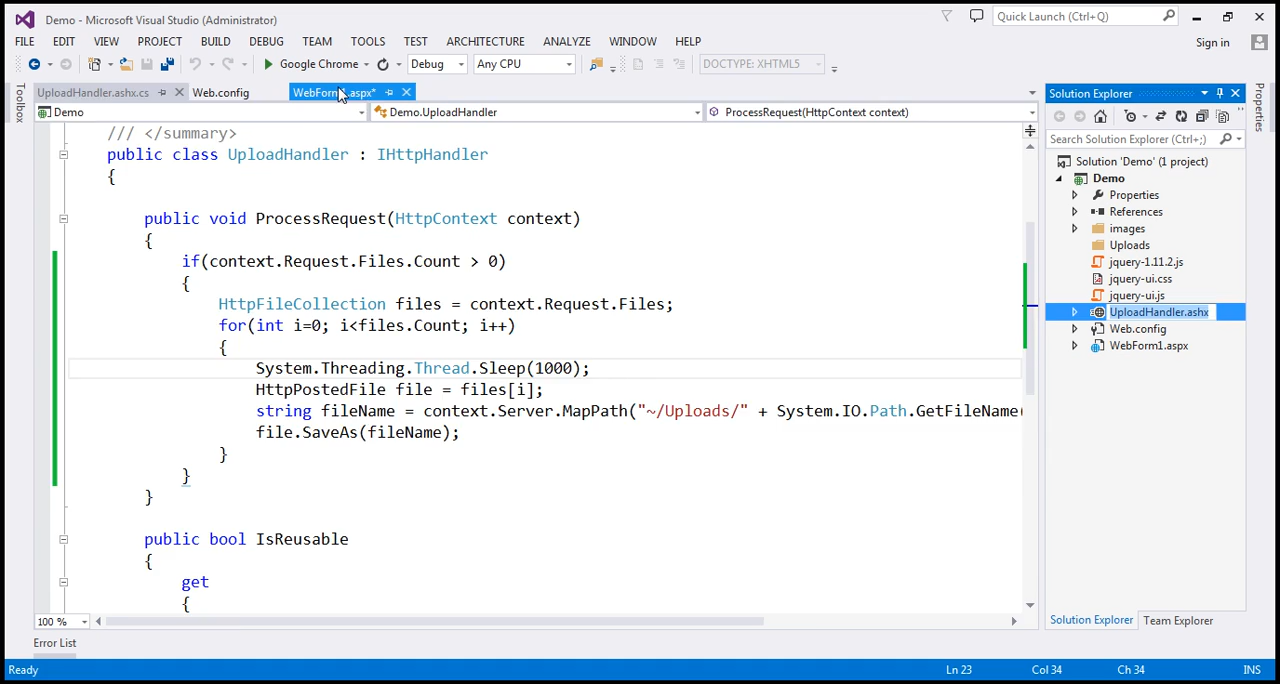 Demo - Microsoft Visual Studio (Administrator)
Quick Launch (Ctrl+Q)
FILE EDIT VIEW PROJECT BUILD DEBUG TEAM TOOLS TEST ARCHITECTURE ANALYZE WINDOW HELP
Sign in
Google Chrome Debug Any CPU DOCTYPE: XHTML5
Toolbox
UploadHandler.ashx.cs Web.config WebForm1.aspx*
Demo Demo.UploadHandler ProcessRequest(HttpContext context)
/// </summary>
public class UploadHandler : IHttpHandler
{
public void ProcessRequest(HttpContext context)
{
if(context.Request.Files.Count > 0)
{
HttpFileCollection files = context.Request.Files;
for(int i=0; i<files.Count; i++)
{
System.Threading.Thread.Sleep(1000);
HttpPostedFile file = files[i];
string fileName = context.Server.MapPath("~/Uploads/" + System.IO.Path.GetFileName(
file.SaveAs(fileName);
}
}
}
public bool IsReusable
{
get
{
100 %
Error List
Solution Explorer
Search Solution Explorer (Ctrl+;)
Solution 'Demo' (1 project)
Demo
Properties
References
images
Uploads
jquery-1.11.2.js
jquery-ui.css
jquery-ui.js
UploadHandler.ashx
Web.config
WebForm1.aspx
Solution Explorer Team Explorer
Properties
Ready Ln 23 Col 34 Ch 34 INS